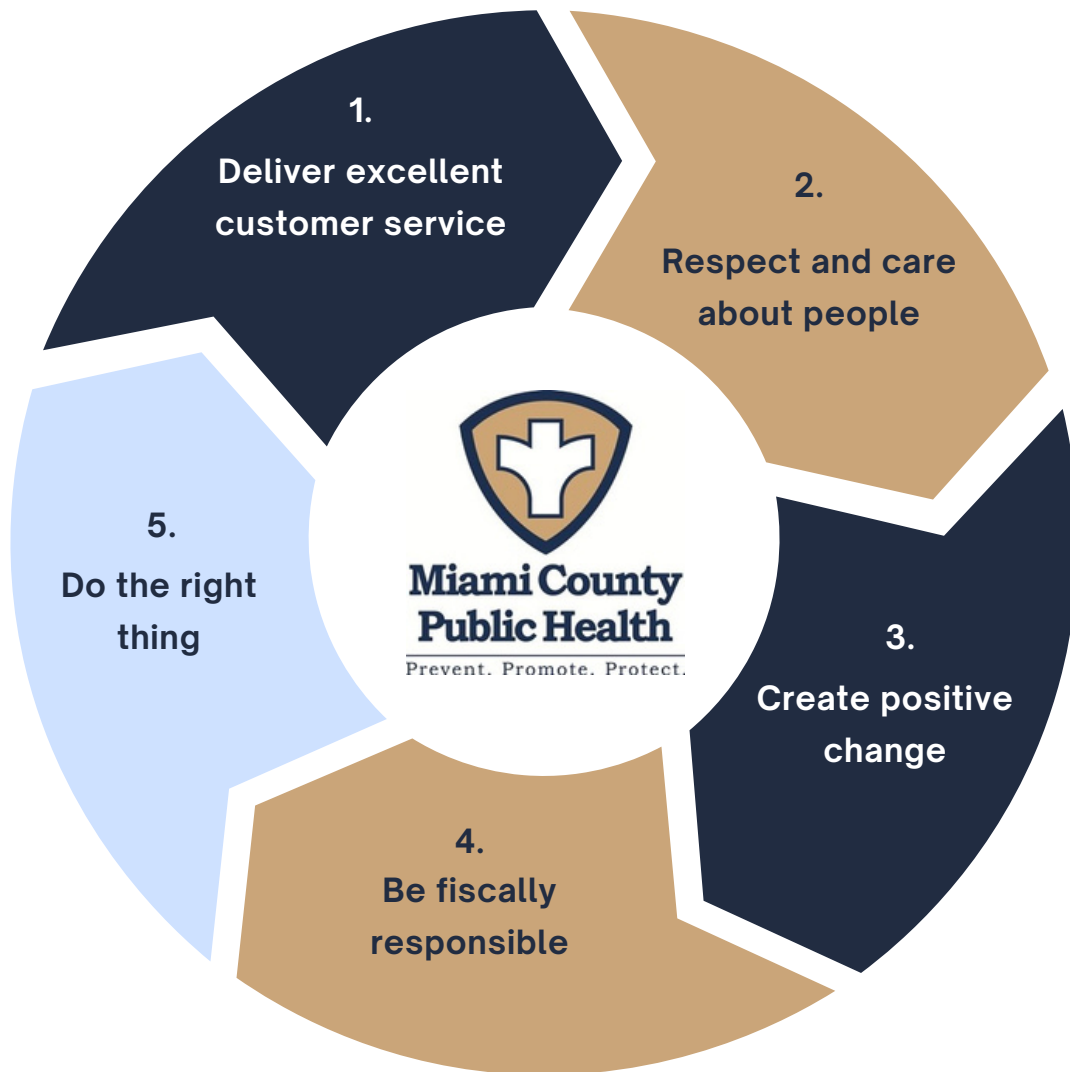 1.
Deliver excellent
customer service
2.
Respect and care
about people
3.
Create positive
change
4.
Be fiscally
responsible
5.
Do the right
thing
Miami County
Public Health
Prevent. Promote. Protect.